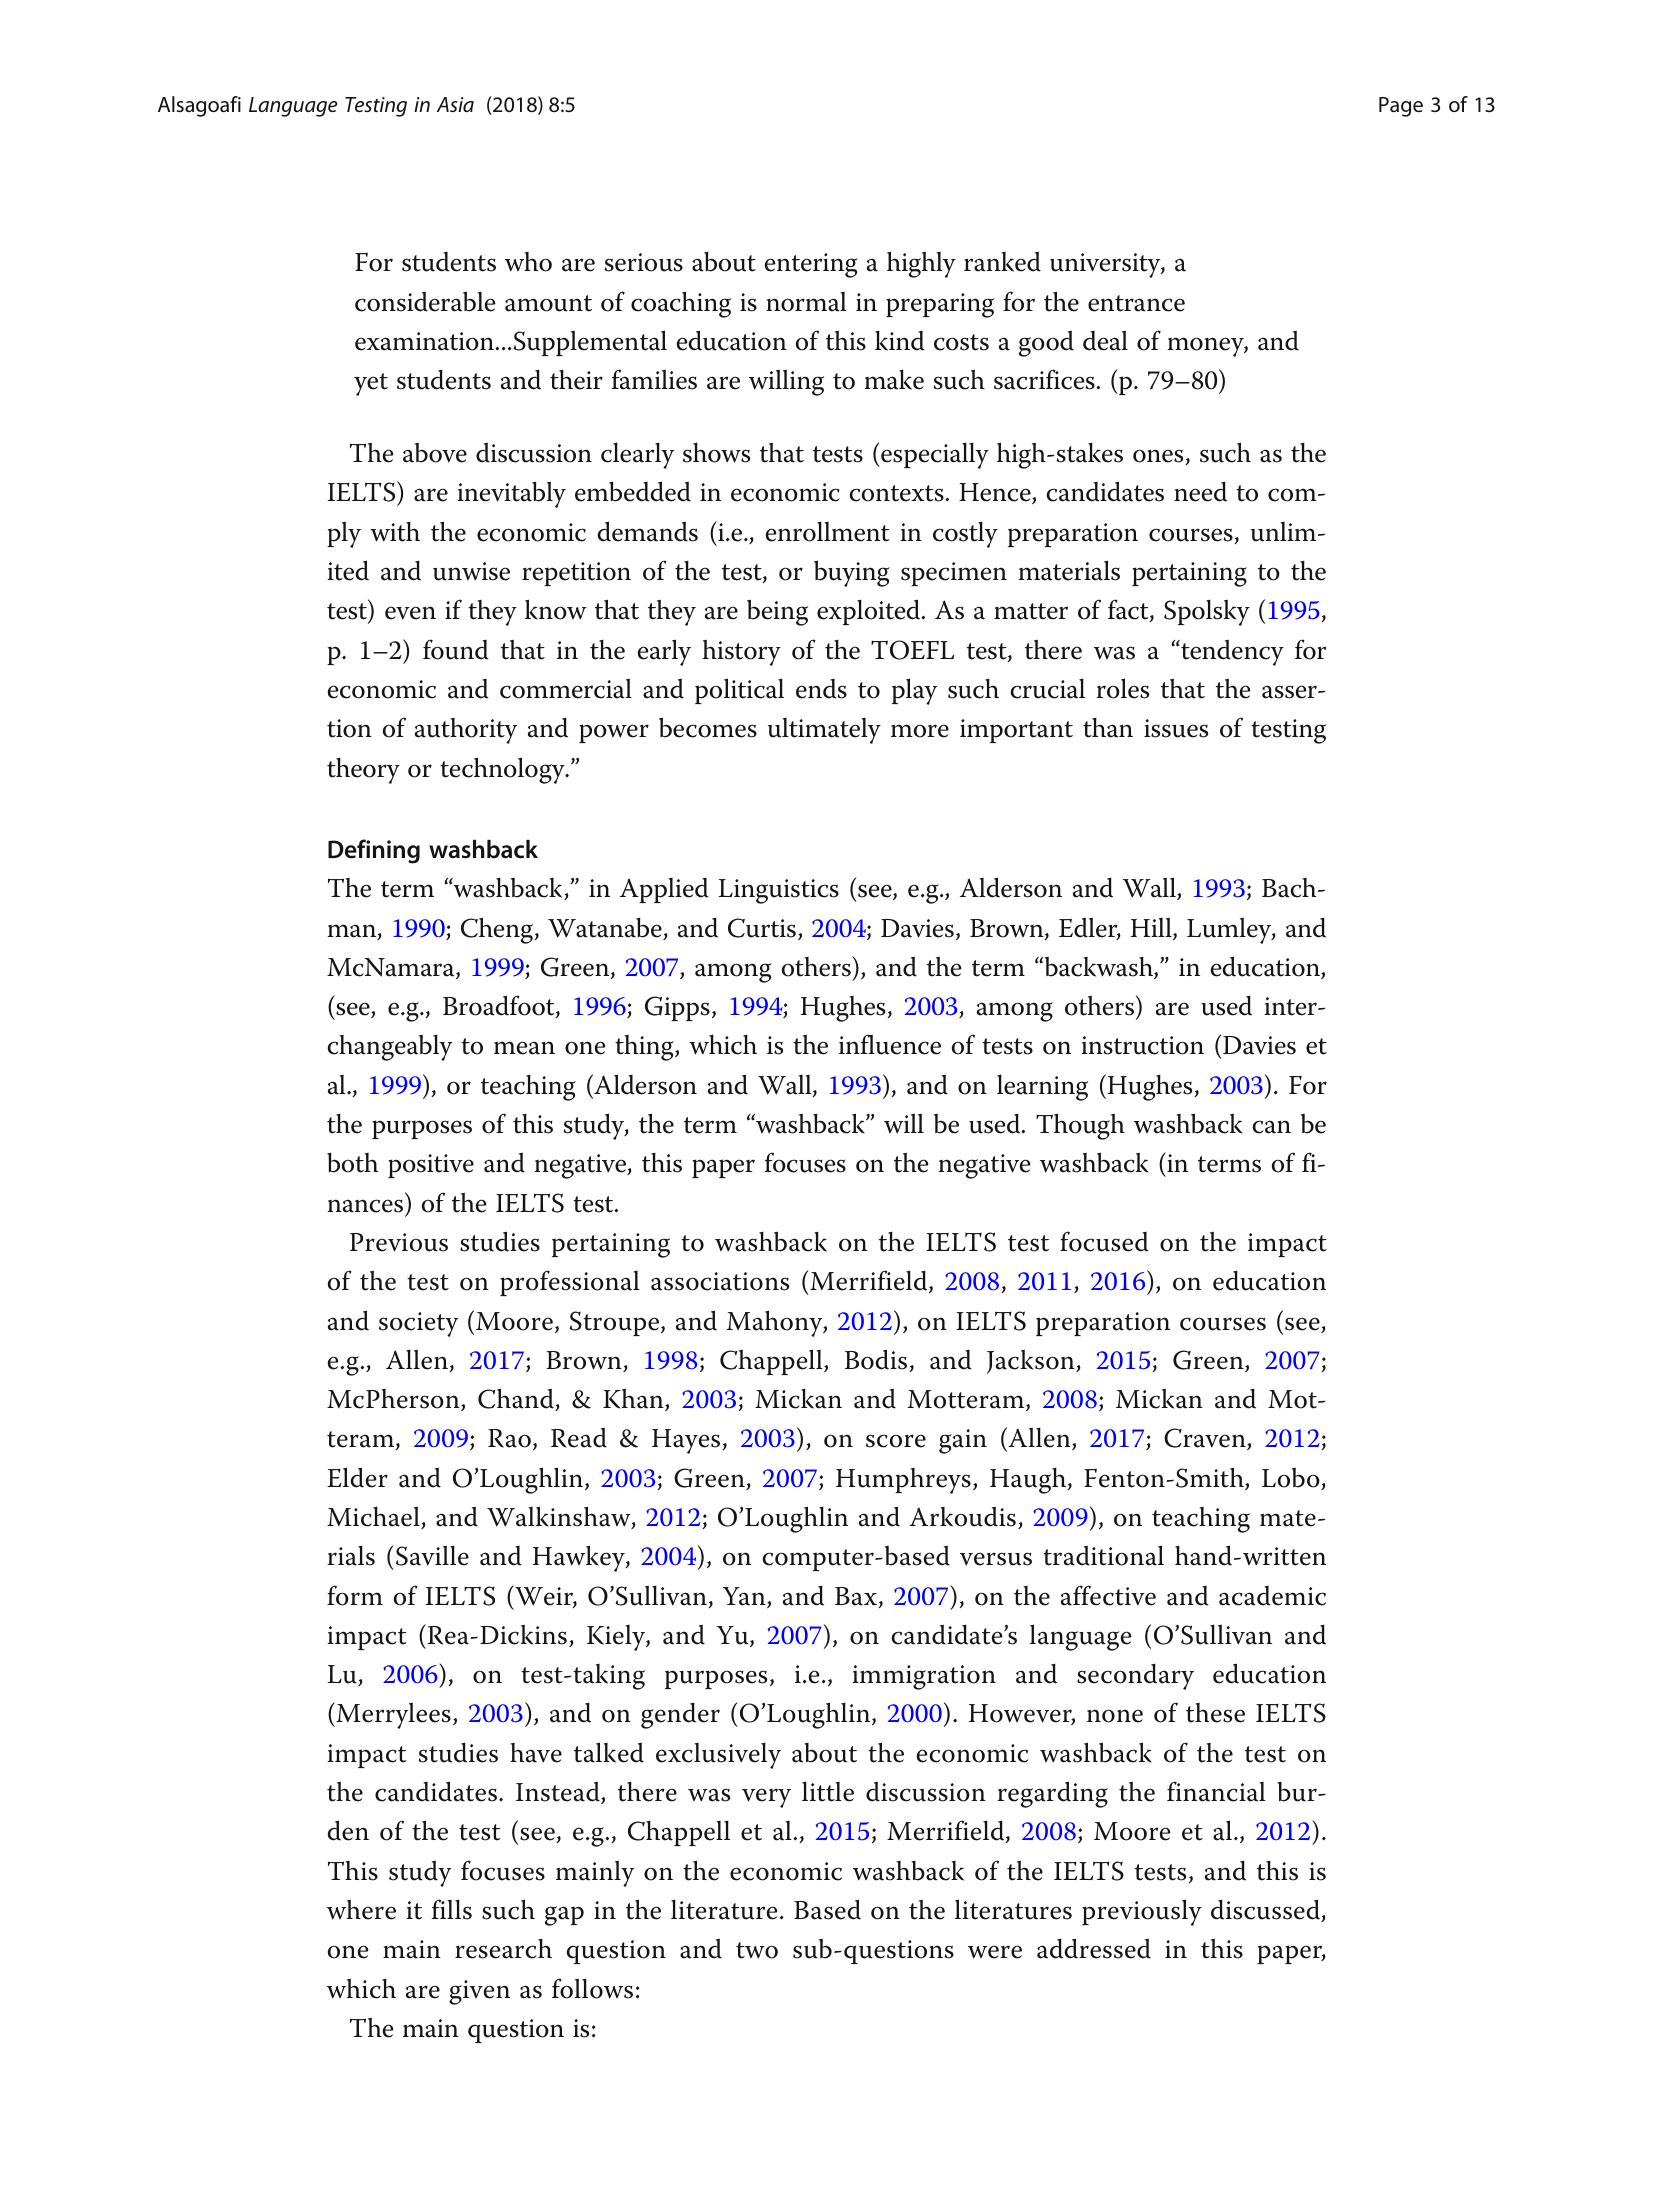 Alsagoafi Language Testing in Asia (2018) 8:5
Page 3 of 13
For students who are serious about entering a highly ranked university, a
considerable amount of coaching is normal in preparing for the entrance
examination...Supplemental education of this kind costs a good deal of money, and
yet students and their families are willing to make such sacrifices. (p. 79–80)
The above discussion clearly shows that tests (especially high-stakes ones, such as the
IELTS) are inevitably embedded in economic contexts. Hence, candidates need to com-
ply with the economic demands (i.e., enrollment in costly preparation courses, unlim-
ited and unwise repetition of the test, or buying specimen materials pertaining to the
test) even if they know that they are being exploited. As a matter of fact, Spolsky (1995,
p. 1–2) found that in the early history of the TOEFL test, there was a “tendency for
economic and commercial and political ends to play such crucial roles that the asser-
tion of authority and power becomes ultimately more important than issues of testing
theory or technology.”
Defining washback
The term “washback,” in Applied Linguistics (see, e.g., Alderson and Wall, 1993; Bach-
man, 1990; Cheng, Watanabe, and Curtis, 2004; Davies, Brown, Edler, Hill, Lumley, and
McNamara, 1999; Green, 2007, among others), and the term “backwash,” in education,
(see, e.g., Broadfoot, 1996; Gipps, 1994; Hughes, 2003, among others) are used inter-
changeably to mean one thing, which is the influence of tests on instruction (Davies et
al., 1999), or teaching (Alderson and Wall, 1993), and on learning (Hughes, 2003). For
the purposes of this study, the term “washback” will be used. Though washback can be
both positive and negative, this paper focuses on the negative washback (in terms of fi-
nances) of the IELTS test.
Previous studies pertaining to washback on the IELTS test focused on the impact
of the test on professional associations (Merrifield, 2008, 2011, 2016), on education
and society (Moore, Stroupe, and Mahony, 2012), on IELTS preparation courses (see,
e.g., Allen, 2017; Brown, 1998; Chappell, Bodis, and Jackson, 2015; Green, 2007;
McPherson, Chand, & Khan, 2003; Mickan and Motteram, 2008; Mickan and Mot-
teram, 2009; Rao, Read & Hayes, 2003), on score gain (Allen, 2017; Craven, 2012;
Elder and O’Loughlin, 2003; Green, 2007; Humphreys, Haugh, Fenton-Smith, Lobo,
Michael, and Walkinshaw, 2012; O’Loughlin and Arkoudis, 2009), on teaching mate-
rials (Saville and Hawkey, 2004), on computer-based versus traditional hand-written
form of IELTS (Weir, O’Sullivan, Yan, and Bax, 2007), on the affective and academic
impact (Rea-Dickins, Kiely, and Yu, 2007), on candidate’s language (O’Sullivan and
Lu, 2006), on test-taking purposes, i.e., immigration and secondary education
(Merrylees, 2003), and on gender (O’Loughlin, 2000). However, none of these IELTS
impact studies have talked exclusively about the economic washback of the test on
the candidates. Instead, there was very little discussion regarding the financial bur-
den of the test (see, e.g., Chappell et al., 2015; Merrifield, 2008; Moore et al., 2012).
This study focuses mainly on the economic washback of the IELTS tests, and this is
where it fills such gap in the literature. Based on the literatures previously discussed,
one main research question and two sub-questions were addressed in this paper,
which are given as follows:
The main question is: